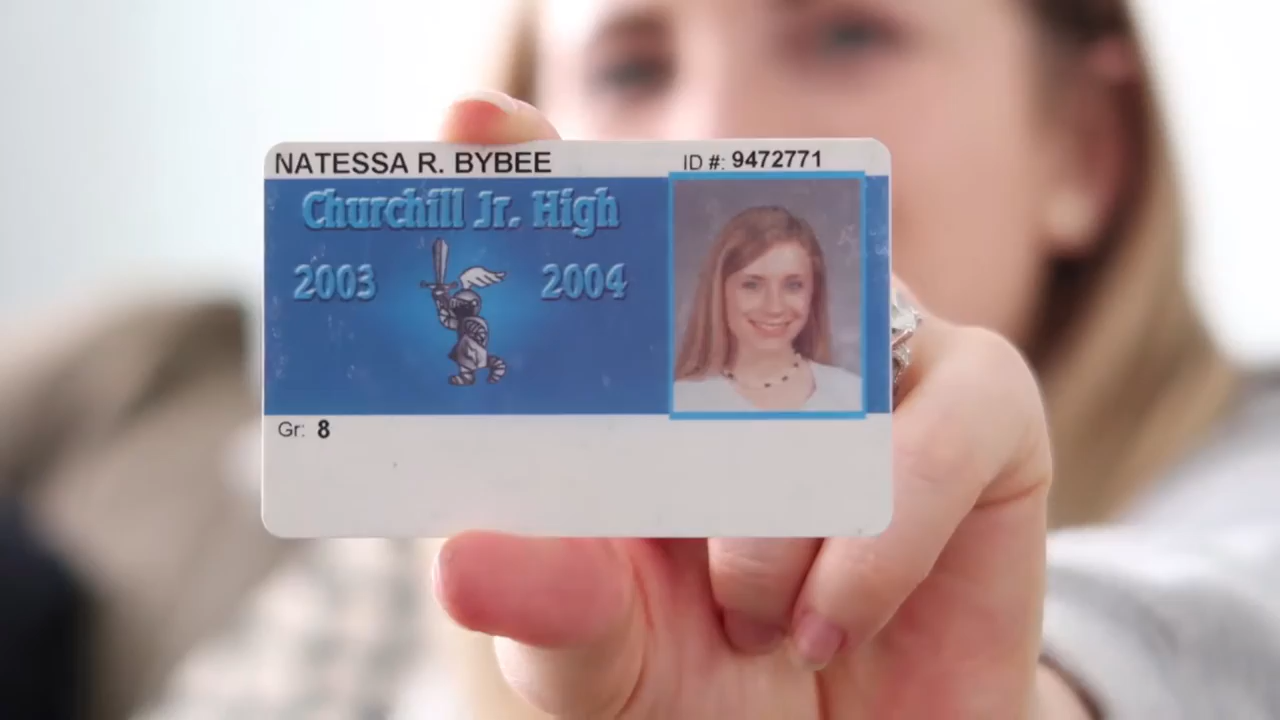 NATESSA R. BYBEE ID #: 9472771
Churchill Jr. High
2003 2004
Gr: 8